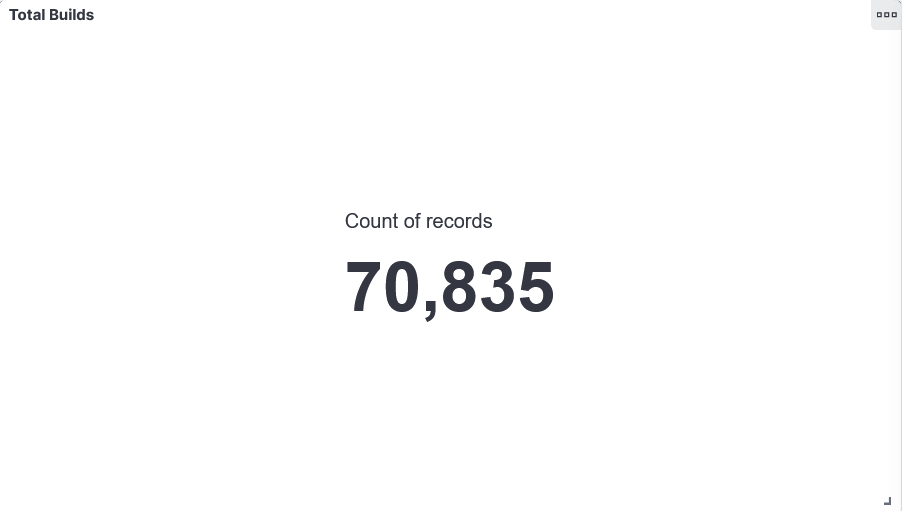 Total Builds
Count of records
70,835